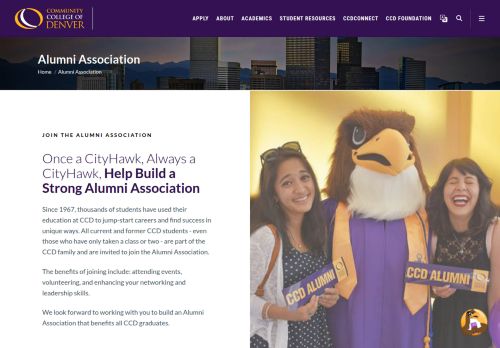 COMMUNITY
COLLEGE OF
DENVER
APPLY
ABOUT
ACADEMICS
STUDENT RESOURCES
CCDCONNECT
CCD FOUNDATION
Alumni Association
Home / Alumni Association
JOIN THE ALUMNI ASSOCIATION
Once a CityHawk, Always a
CityHawk, Help Build a
Strong Alumni Association
Since 1967, thousands of students have used their
education at CCD to jump-start careers and find success in
unique ways. All current and former CCD students - even
those who have only taken a class or two - are part of the
CCD family and are invited to join the Alumni Association.
The benefits of joining include: attending events,
volunteering, and enhancing your networking and
leadership skills.
We look forward to working with you to build an Alumni
Association that benefits all CCD graduates.
CCD ALUMNI
CCD ALUMNI